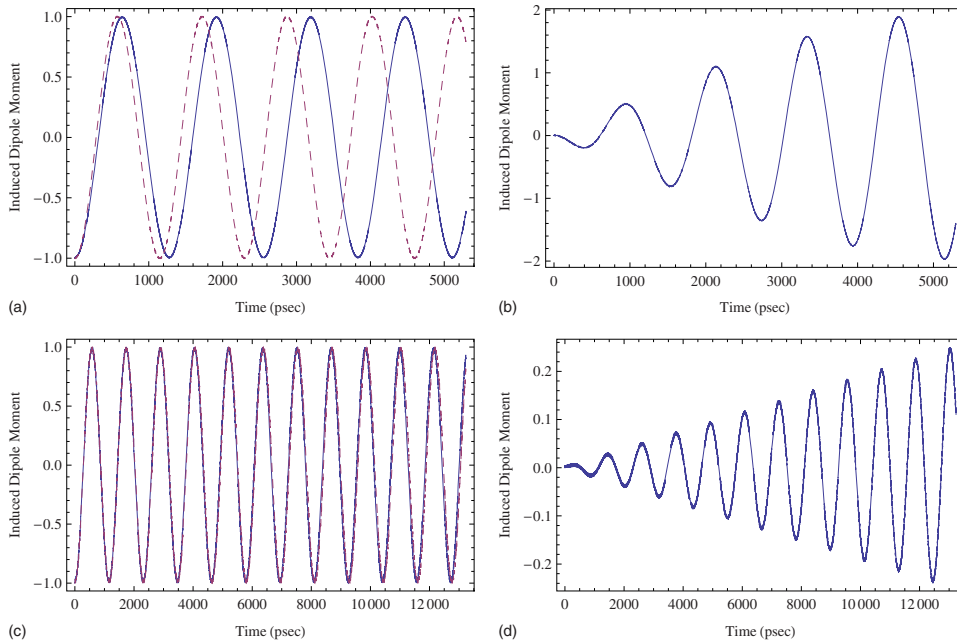 1.0
0.5
0.0
−0.5
−1.0
Induced Dipole Moment
0 1000 2000 3000 4000 5000
Time (psec)
(a)
2
1
0
−1
−2
Induced Dipole Moment
0 1000 2000 3000 4000 5000
Time (psec)
(b)
1.0
0.5
0.0
−0.5
−1.0
Induced Dipole Moment
0 2000 4000 6000 8000 10 000 12 000
Time (psec)
(c)
0.2
0.1
0.0
−0.1
−0.2
Induced Dipole Moment
0 2000 4000 6000 8000 10 000 12 000
Time (psec)
(d)